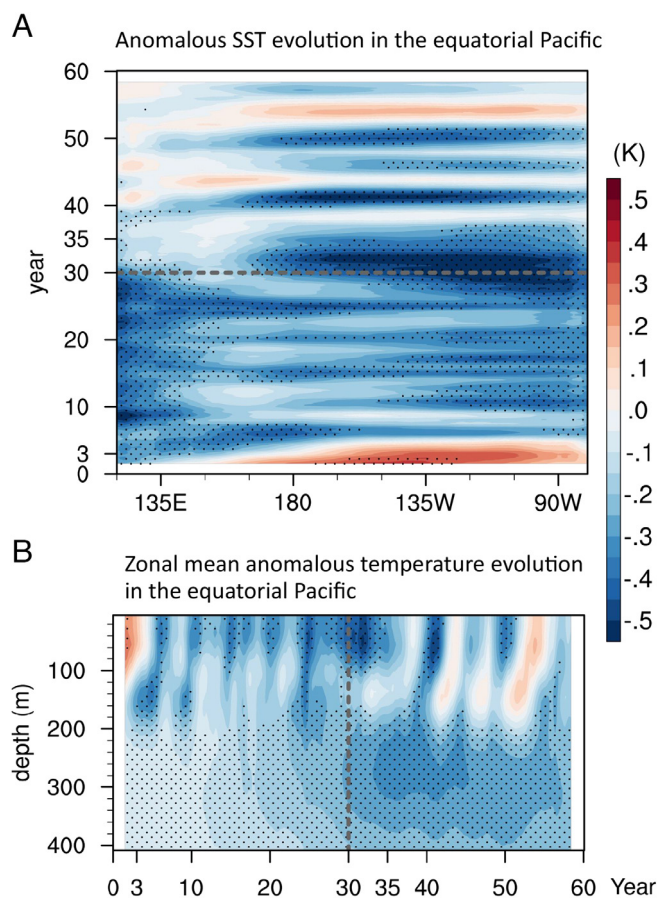 A
Anomalous SST evolution in the equatorial Pacific
60
50
40
35
30
20
10
3
0
year
135E 180 135W 90W
(K)
.5
.4
.3
.2
.1
.0
-.1
-.2
-.3
-.4
-.5
B
Zonal mean anomalous temperature evolution
in the equatorial Pacific
100
200
300
400
depth (m)
0 3 10 20 30 35 40 50 60 Year